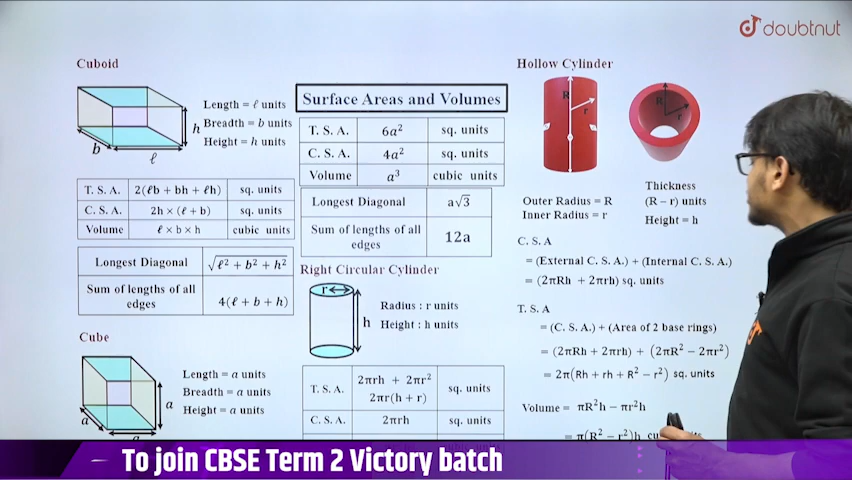 doubtnut
Cuboid
h
b
ℓ
Length = ℓ units
Breadth = b units
Height = h units
T. S. A. 2(ℓb + bh + ℓh) sq. units
C. S. A. 2h × (ℓ + b) sq. units
Volume ℓ × b × h cubic units
Longest Diagonal √ℓ² + b² + h²
Sum of lengths of all edges 4(ℓ + b + h)
Cube
a
a
Length = a units
Breadth = a units
Height = a units
Surface Areas and Volumes
T. S. A. 6a² sq. units
C. S. A. 4a² sq. units
Volume a³ cubic units
Longest Diagonal a√3
Sum of lengths of all edges 12a
Right Circular Cylinder
r
h
Radius : r units
Height : h units
T. S. A. 2πrh + 2πr² sq. units
2πr(h + r)
C. S. A. 2πrh sq. units
Hollow Cylinder
R
r
R
r
Outer Radius = R
Inner Radius = r
Thickness
(R − r) units
Height = h
C. S. A
= (External C. S. A.) + (Internal C. S. A.)
= (2πRh + 2πrh) sq. units
T. S. A
= (C. S. A.) + (Area of 2 base rings)
= (2πRh + 2πrh) + (2πR² − 2πr²)
= 2π(Rh + rh + R² − r²) sq. units
Volume = πR²h − πr²h
= π(R² − r²)h cu
To join CBSE Term 2 Victory batch